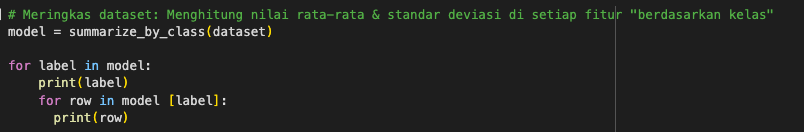 # Meringkas dataset: Menghitung nilai rata-rata & standar deviasi di setiap fitur "berdasarkan kelas"
model = summarize_by_class(dataset)

for label in model:
    print(label)
    for row in model [label]:
      print(row)